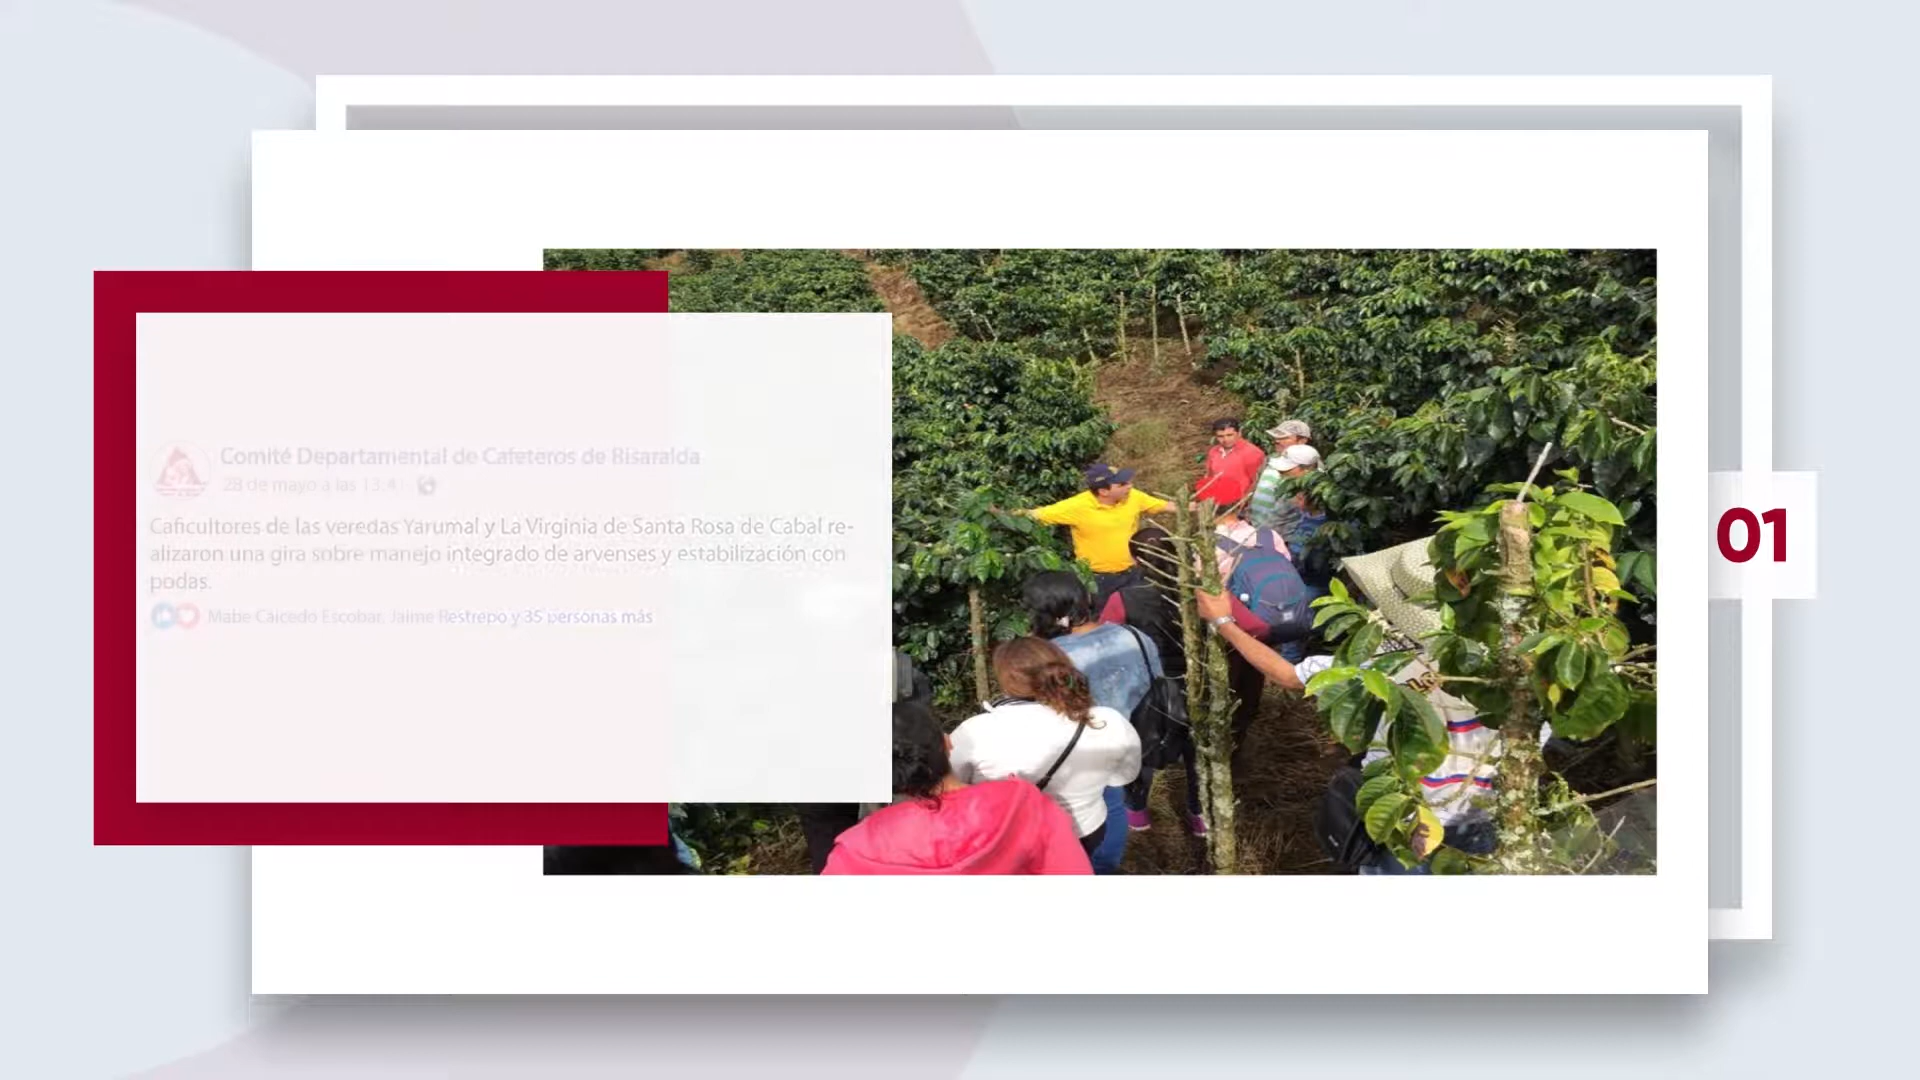 Comité Departamental de Cafeteros de Risaralda
28 de mayo a las 13:41
Caficultores de las veredas Yarumal y La Virginia de Santa Rosa de Cabal re-
alizaron una gira sobre manejo integrado de arvenses y estabilización con
podas.
Mabe Caicedo Escobar, Jaime Restrepo y 35 personas más
01